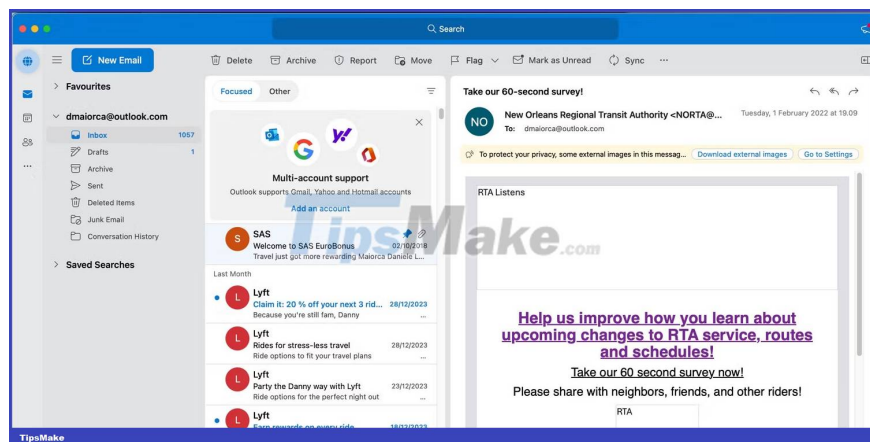 Search
New Email
Delete
Archive
Report
Move
Flag
Mark as Unread
Sync
...
Favourites
dmaiorca@outlook.com
Inbox 1057
Drafts 1
Archive
Sent
Deleted Items
Junk Email
Conversation History
Saved Searches
Focused
Other
Multi-account support
Outlook supports Gmail, Yahoo and Hotmail accounts
Add an account
SAS
Welcome to SAS EuroBonus 02/10/2018
Travel just got more rewarding Maiorca Daniele L...
Last Month
Lyft
Claim it: 20 % off your next 3 rid... 28/12/2023
Because you're still fam, Danny ...
Lyft
Rides for stress-less travel 28/12/2023
Ride options to fit your travel plans ...
Lyft
Party the Danny way with Lyft 23/12/2023
Ride options for the perfect night out ...
Lyft
Earn rewards on every ride 18/12/2023
Take our 60-second survey!
NO
New Orleans Regional Transit Authority <NORTA@... Tuesday, 1 February 2022 at 19.09
To: dmaiorca@outlook.com
To protect your privacy, some external images in this messag... Download external images Go to Settings
RTA Listens
Help us improve how you learn about
upcoming changes to RTA service, routes
and schedules!
Take our 60 second survey now!
Please share with neighbors, friends, and other riders!
RTA
TipsMake.com
TipsMake